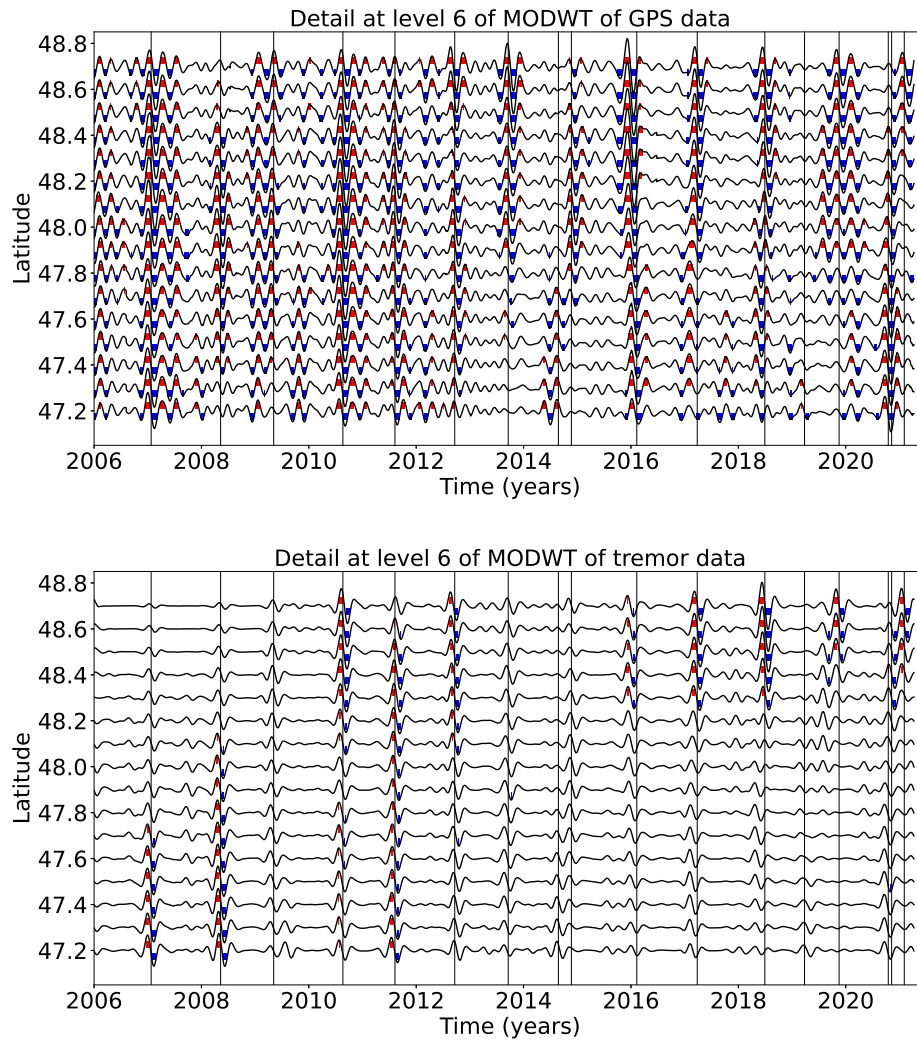 Detail at level 6 of MODWT of GPS data
48.8
48.6
48.4
48.2
48.0
47.8
47.6
47.4
47.2
Latitude
2006 2008 2010 2012 2014 2016 2018 2020
Time (years)
Detail at level 6 of MODWT of tremor data
48.8
48.6
48.4
48.2
48.0
47.8
47.6
47.4
47.2
Latitude
2006 2008 2010 2012 2014 2016 2018 2020
Time (years)